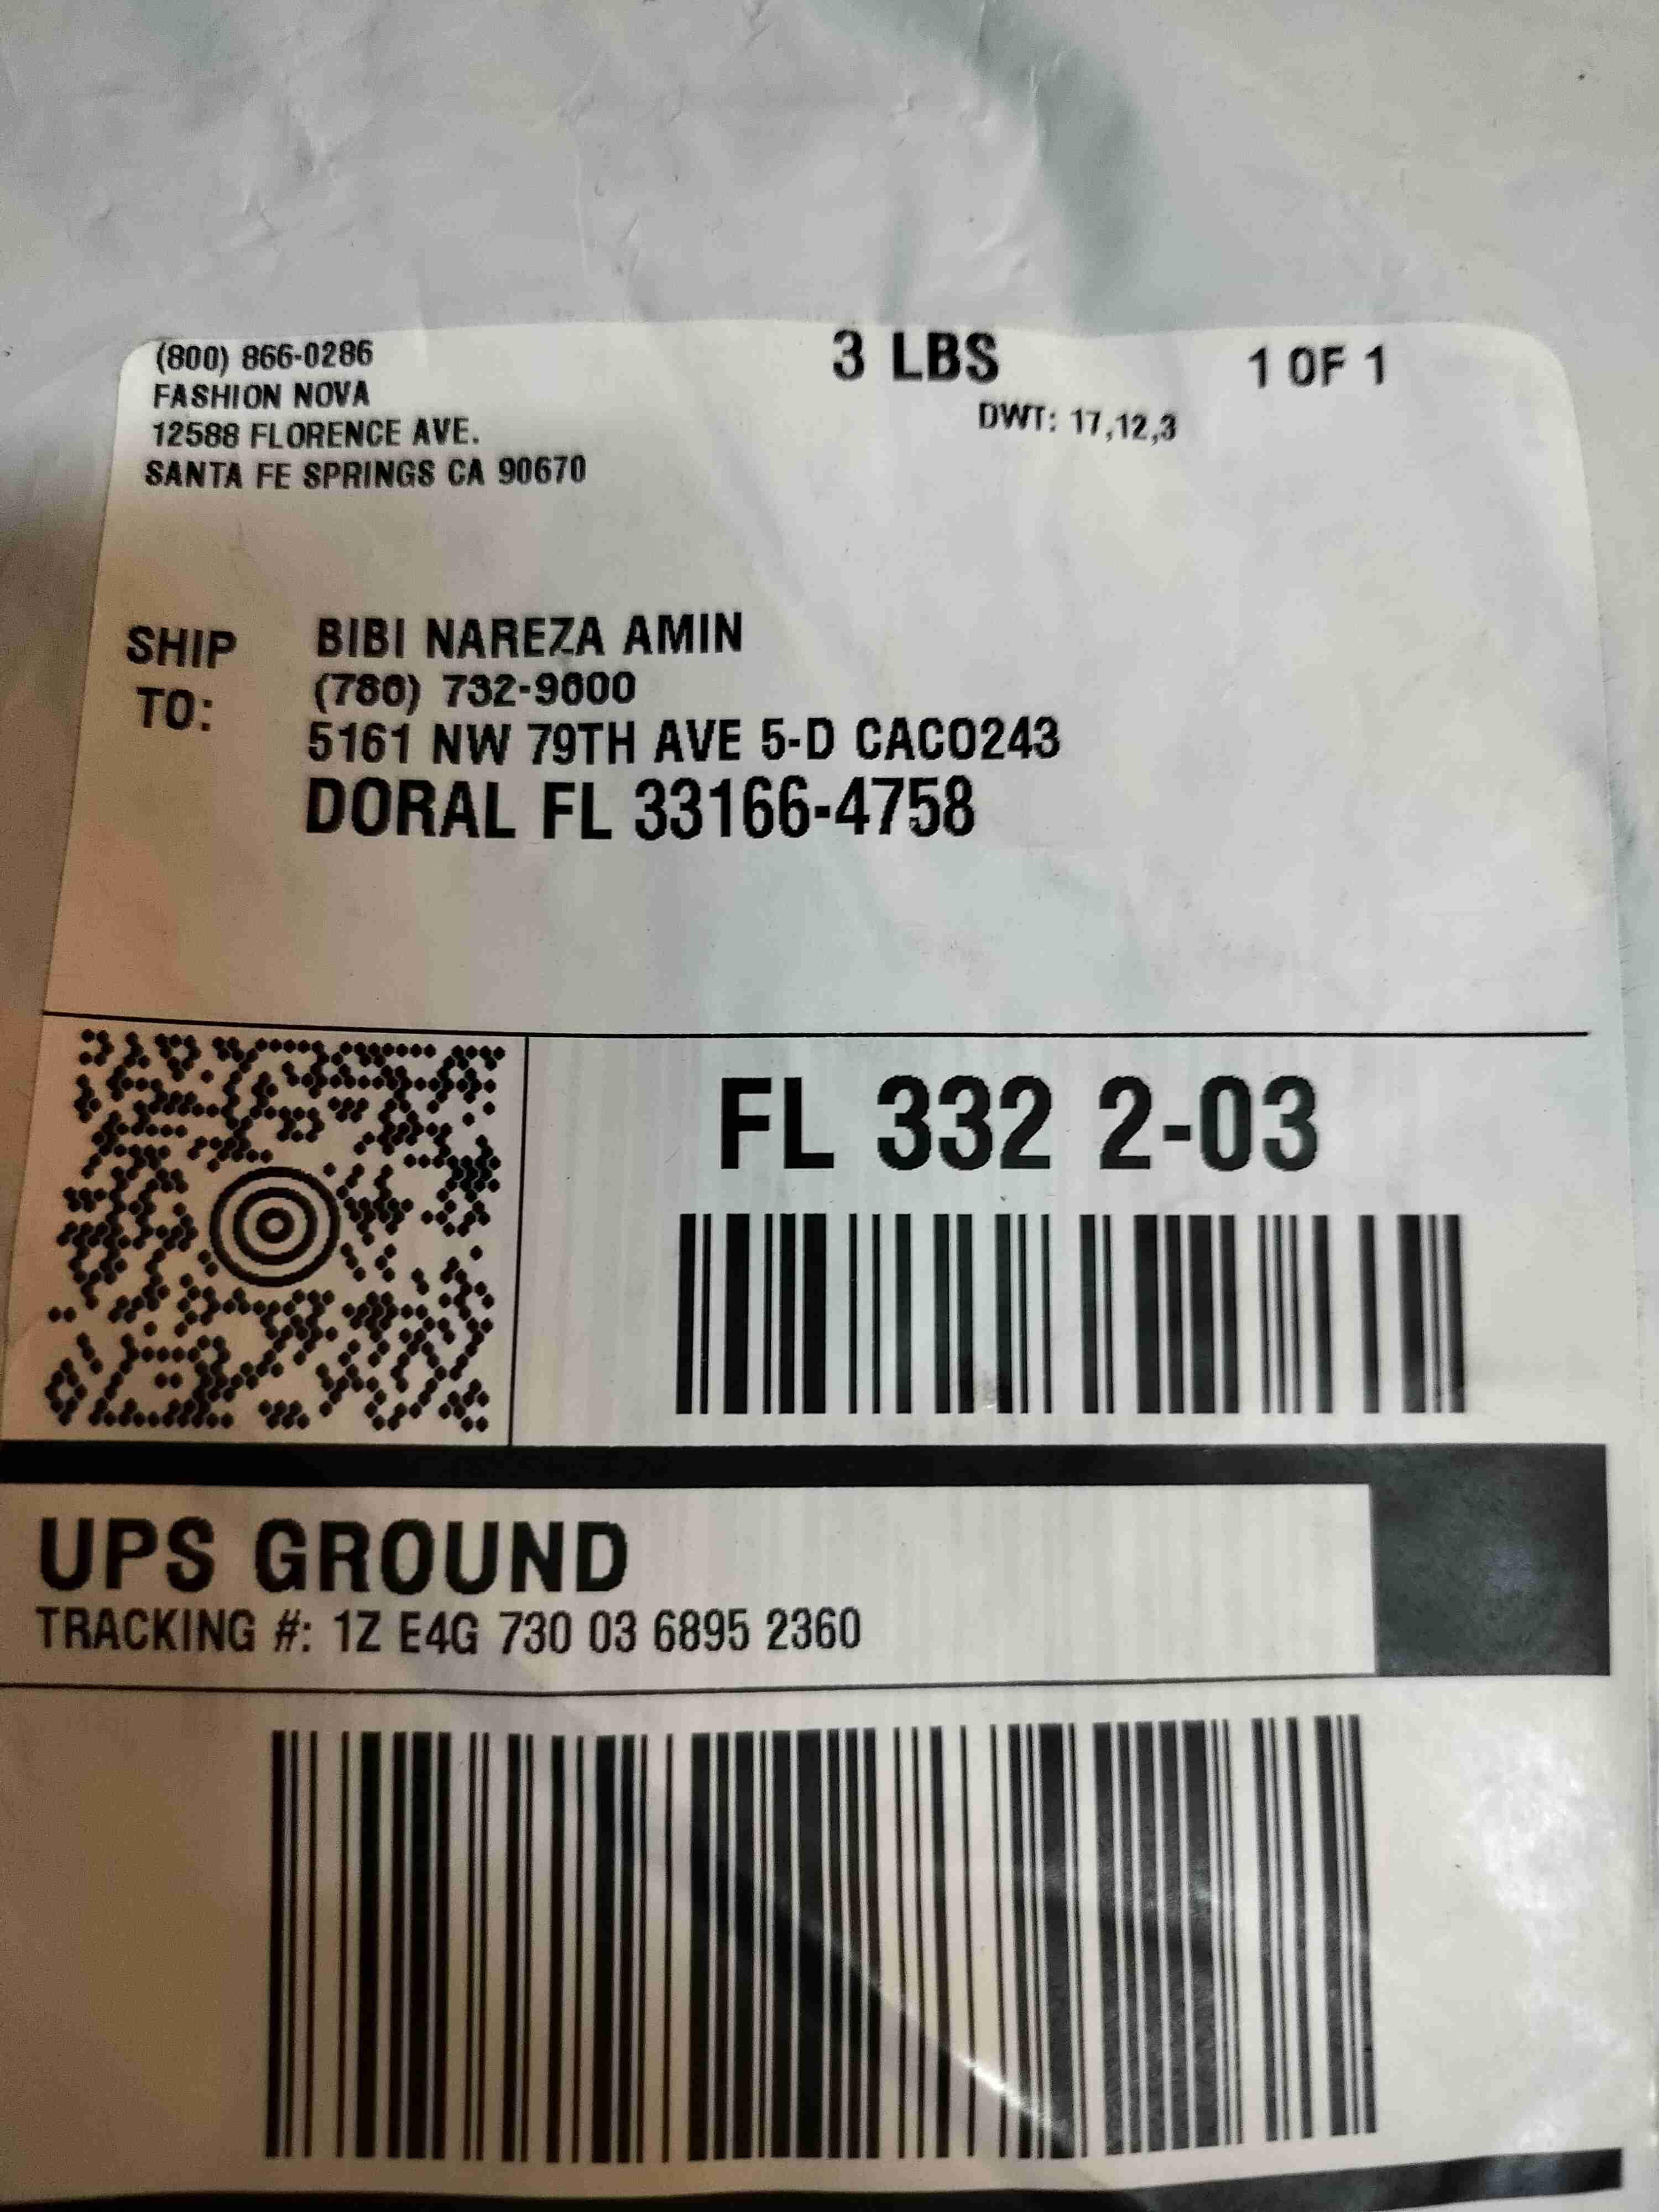 (800) 866-0286
FASHION NOVA
12588 FLORENCE AVE.
SANTA FE SPRINGS CA 90670
3 LBS
1 OF 1
DWT: 17,12,3
SHIP TO:
BIBI NAREZA AMIN
(786) 732-9600
5161 NW 79TH AVE 5-D CACO243
DORAL FL 33166-4758
FL 332 2-03
UPS GROUND
TRACKING #: 1Z E4G 730 03 6895 2360